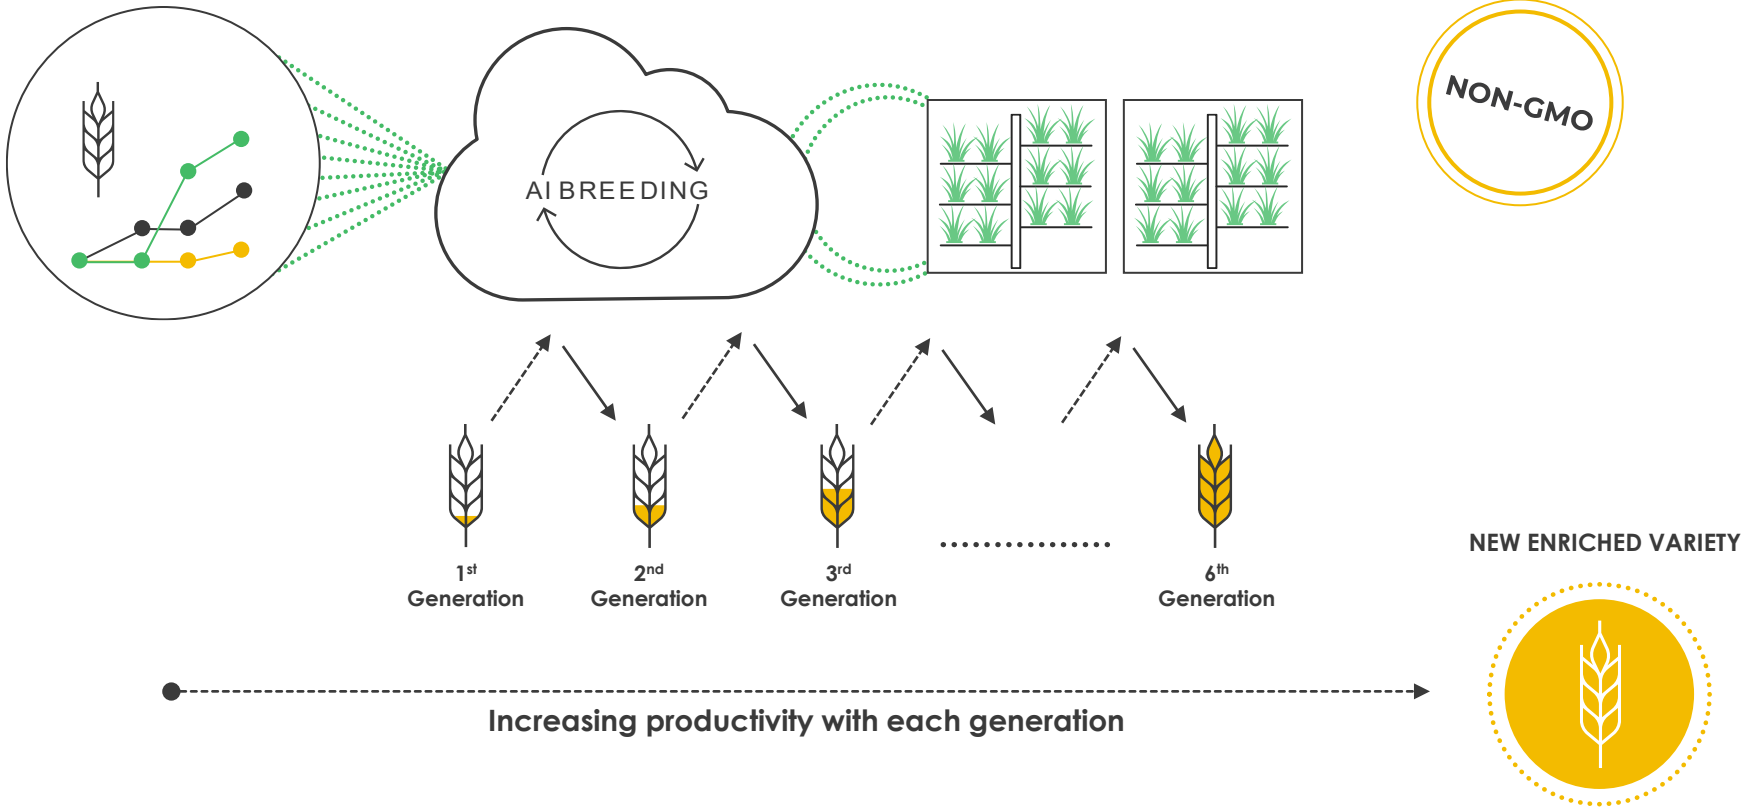 NON-GMO
AI BREEDING
1st
Generation
2nd
Generation
3rd
Generation
6th
Generation
NEW ENRICHED VARIETY
Increasing productivity with each generation